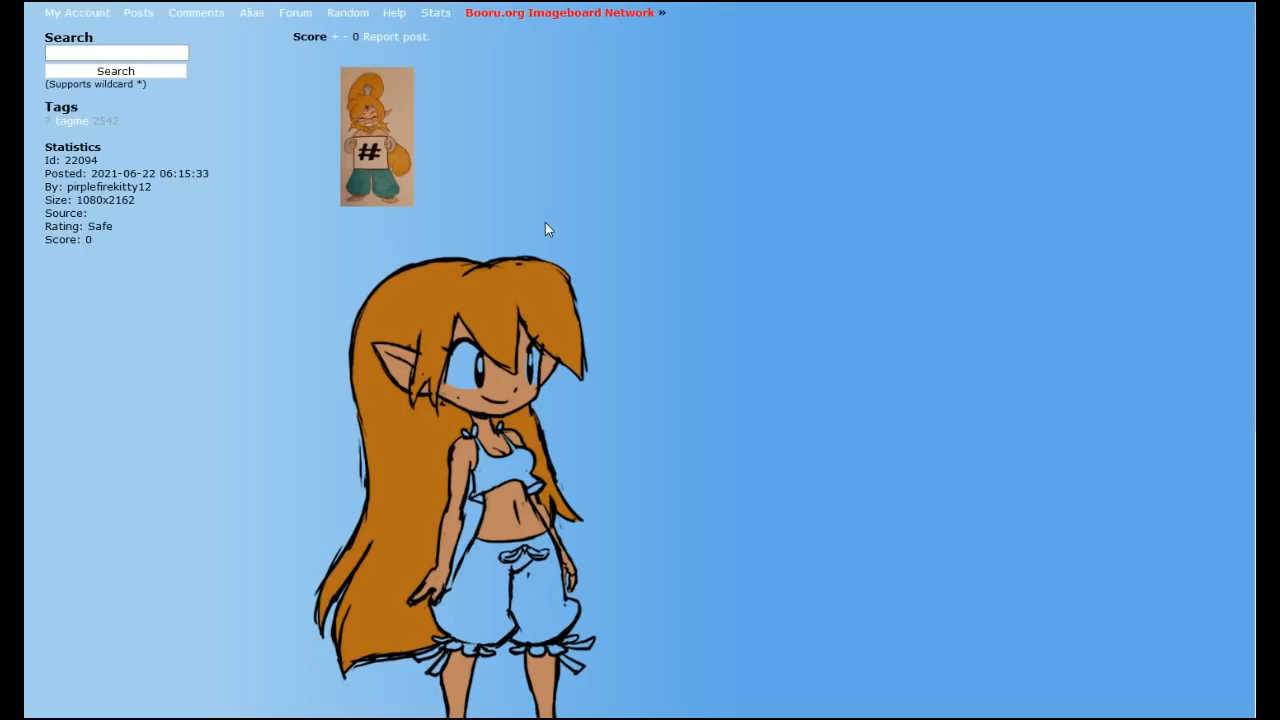 My Account Posts Comments Alias Forum Random Help Stats Booru.org Imageboard Network »
Search
Search
(Supports wildcard *)
Tags
? tagme 2542
Statistics
Id: 22094
Posted: 2021-06-22 06:15:33
By: pirplefirekitty12
Size: 1080x2162
Source:
Rating: Safe
Score: 0
Score + - 0 Report post.
#